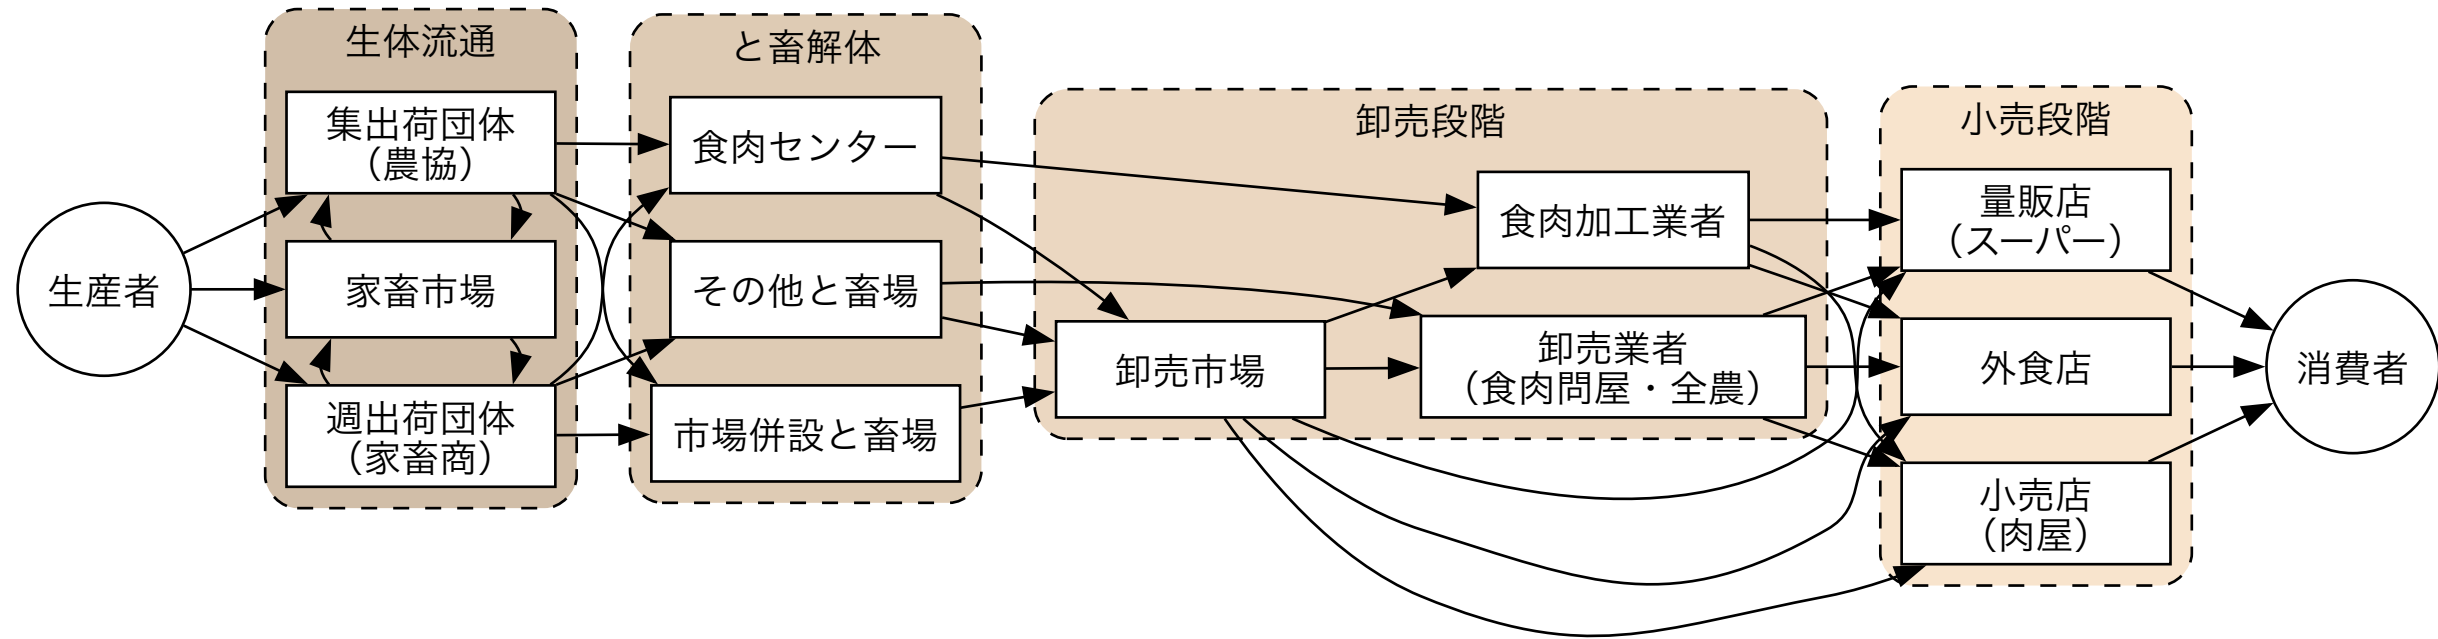 生産者
生体流通
集出荷団体
（農協）
家畜市場
週出荷団体
（家畜商）
と畜解体
食肉センター
その他と畜場
市場併設と畜場
卸売段階
食肉加工業者
卸売市場
卸売業者
（食肉問屋・全農）
小売段階
量販店
（スーパー）
外食店
小売店
（肉屋）
消費者